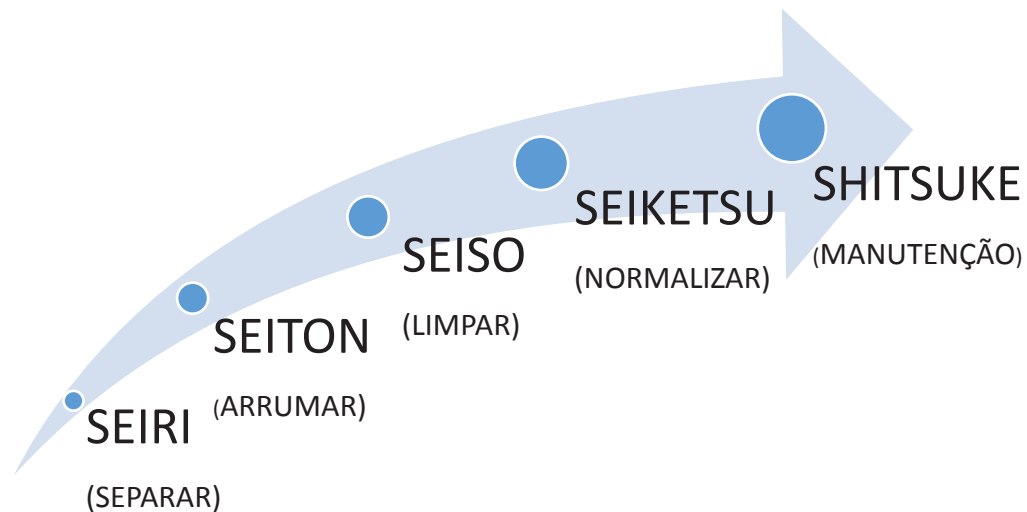 SEIRI
(SEPARAR)
SEITON
(ARRUMAR)
SEISO
(LIMPAR)
SEIKETSU
(NORMALIZAR)
SHITSUKE
(MANUTENÇÃO)